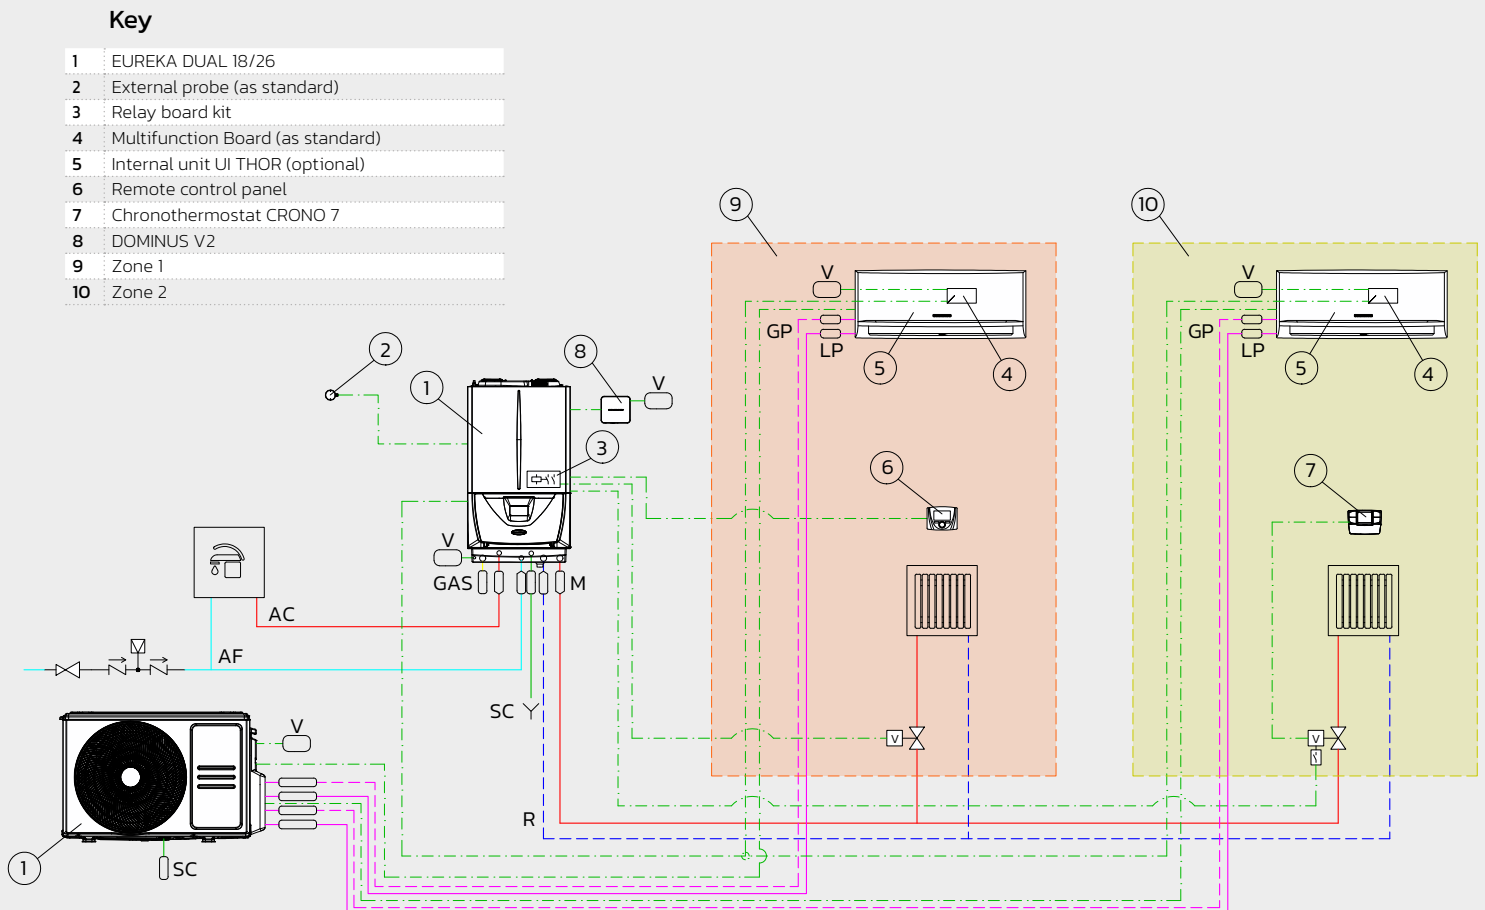 Key
1 EUREKA DUAL 18/26
2 External probe (as standard)
3 Relay board kit
4 Multifunction Board (as standard)
5 Internal unit UI THOR (optional)
6 Remote control panel
7 Chronothermostat CRONO 7
8 DOMINUS V2
9 Zone 1
10 Zone 2
9
10
V
V
GP
LP
GP
LP
5
4
5
4
2
1
8
V
3
6
7
V
GAS
M
AC
AF
SC
V
V
V
R
1
SC